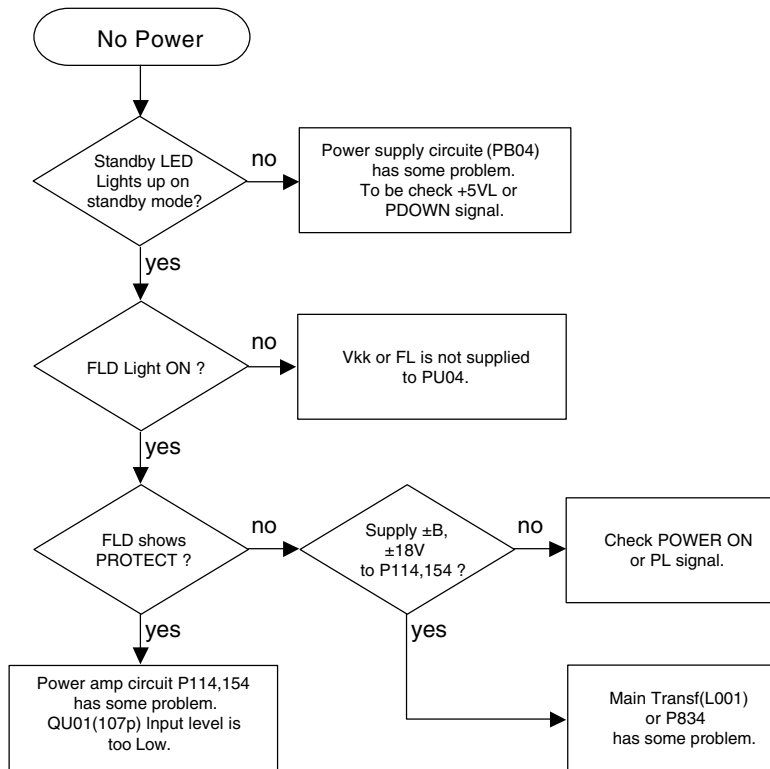 No Power
Standby LED
Lights up on
standby mode?
no
Power supply circuite (PB04)
has some problem.
To be check +5VL or
PDOWN signal.
yes
FLD Light ON ?
no
Vkk or FL is not supplied
to PU04.
yes
FLD shows
PROTECT ?
no
Supply ±B,
±18V
to P114,154 ?
no
Check POWER ON
or PL signal.
yes
Power amp circuit P114,154
has some problem.
QU01(107p) Input level is
too Low.
yes
Main Transf(L001)
or P834
has some problem.